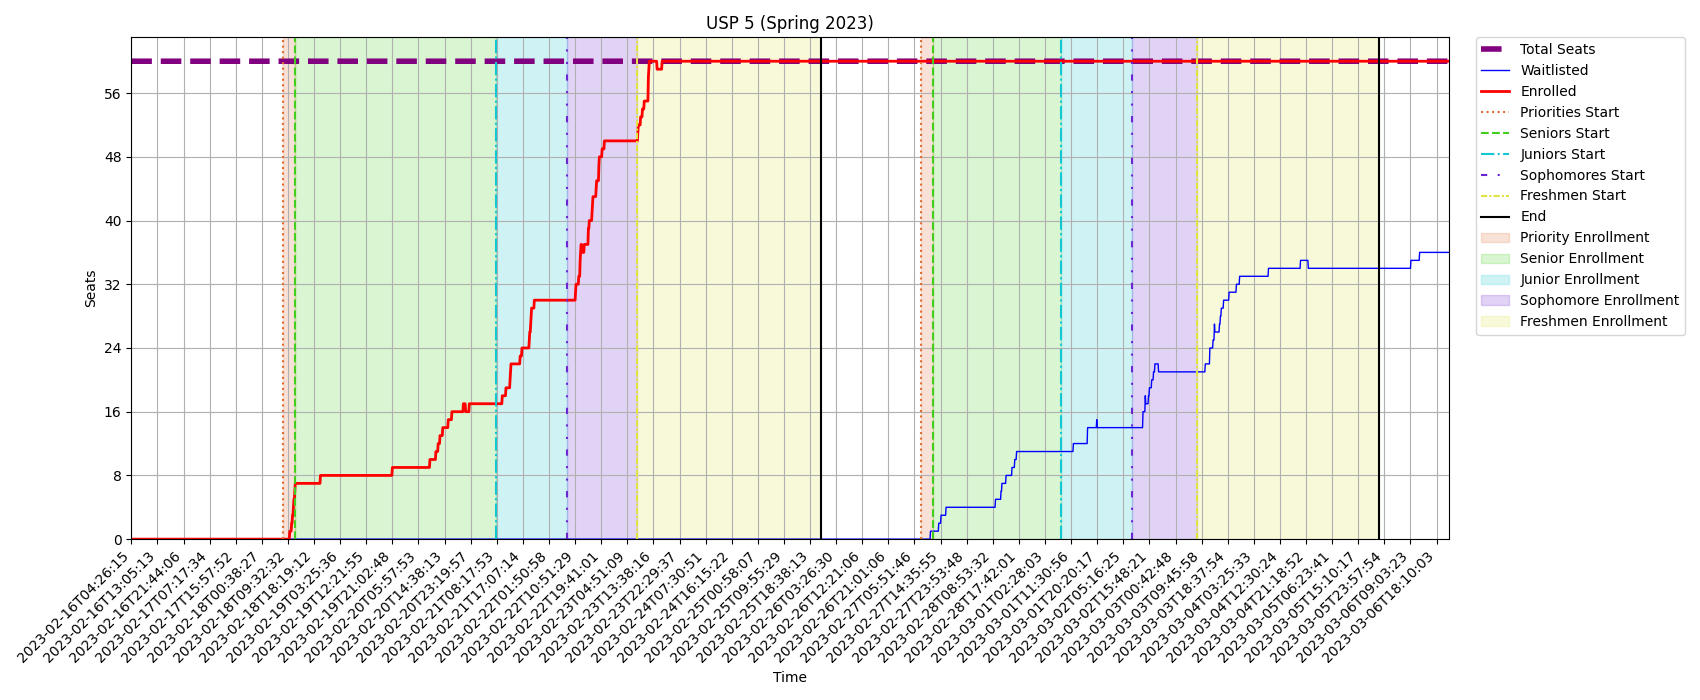 USP 5 (Spring 2023)
Total Seats
Waitlisted
Enrolled
Priorities Start
Seniors Start
Juniors Start
Sophomores Start
Freshmen Start
End
Priority Enrollment
Senior Enrollment
Junior Enrollment
Sophomore Enrollment
Freshmen Enrollment
Seats
56
48
40
32
24
16
8
0
2023-02-16T04:26:15
2023-02-16T13:05:13
2023-02-16T21:44:06
2023-02-17T07:17:34
2023-02-17T15:57:52
2023-02-18T00:38:27
2023-02-18T09:32:32
2023-02-18T18:19:12
2023-02-19T03:25:36
2023-02-19T12:21:55
2023-02-19T21:02:48
2023-02-20T05:57:53
2023-02-20T14:38:13
2023-02-20T23:19:57
2023-02-21T08:17:53
2023-02-21T17:07:14
2023-02-22T01:50:58
2023-02-22T10:51:29
2023-02-22T19:41:01
2023-02-23T04:51:09
2023-02-23T13:38:16
2023-02-23T22:29:37
2023-02-24T07:30:51
2023-02-24T16:15:22
2023-02-25T00:58:07
2023-02-25T09:55:29
2023-02-25T18:38:13
2023-02-26T03:26:30
2023-02-26T12:21:06
2023-02-26T21:01:06
2023-02-27T05:51:46
2023-02-27T14:35:55
2023-02-27T23:53:48
2023-02-28T08:53:32
2023-02-28T17:42:01
2023-03-01T02:28:03
2023-03-01T11:30:56
2023-03-01T20:20:17
2023-03-02T05:16:25
2023-03-02T15:48:21
2023-03-03T00:42:48
2023-03-03T09:45:58
2023-03-03T18:37:54
2023-03-04T03:25:33
2023-03-04T12:30:24
2023-03-04T21:18:52
2023-03-05T06:23:41
2023-03-05T15:10:17
2023-03-05T23:57:54
2023-03-06T09:03:23
2023-03-06T18:10:03
Time